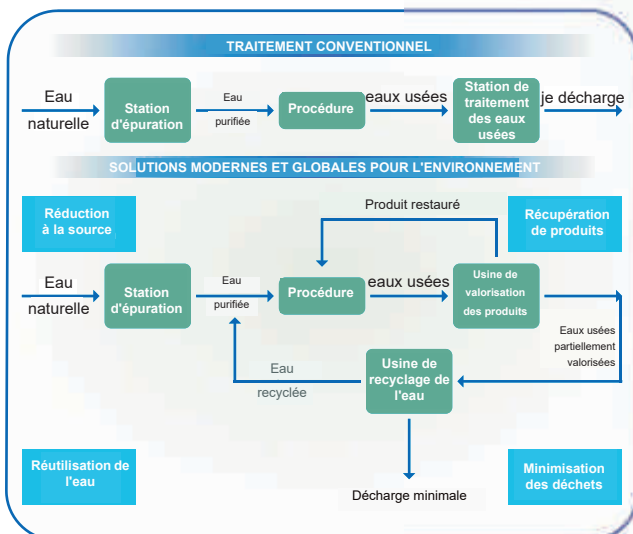 TRAITEMENT CONVENTIONNEL
Eau
naturelle
Station
d'épuration
Eau
purifiée
Procédure
eaux usées
Station de
traitement
des eaux
usées
je décharge
SOLUTIONS MODERNES ET GLOBALES POUR L'ENVIRONNEMENT
Réduction
à la source
Produit restauré
Récupération
de produits
Eau
naturelle
Station
d'épuration
Eau
purifiée
Procédure
eaux usées
Usine de
valorisation
des produits
Eaux usées
partiellement
valorisées
Eau
recyclée
Usine de
recyclage de
l'eau
Réutilisation de
l'eau
Décharge minimale
Minimisation
des déchets